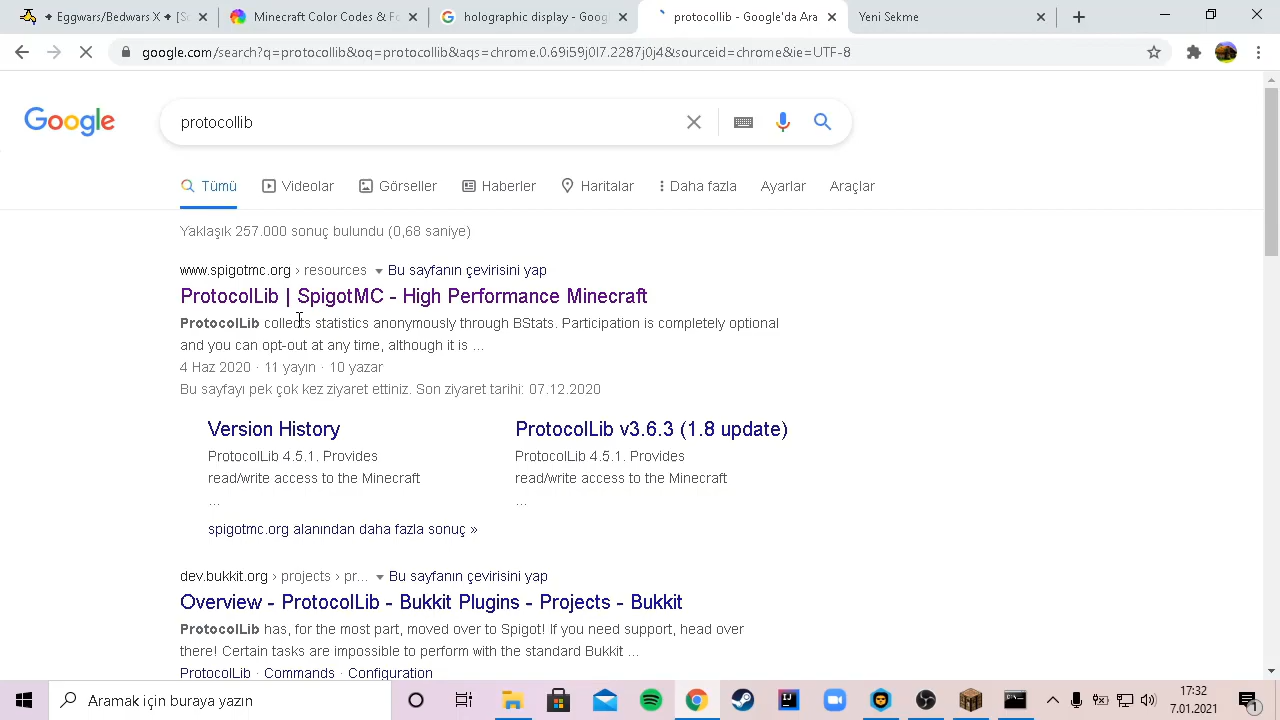 + Eggwars/Bedwars X + [S
Minecraft Color Codes & F
holographic display - Goog
protocollib - Google'da Ara
Yeni Sekme
google.com/search?q=protocollib&oq=protocollib&aqs=chrome.0.69i59j0l7.2287j0j4&sourceid=chrome&ie=UTF-8
Google
protocollib
Tümü
Videolar
Görseller
Haberler
Haritalar
Daha fazla
Ayarlar
Araçlar
Yaklaşık 257.000 sonuç bulundu (0,68 saniye)
www.spigotmc.org › resources Bu sayfanın çevirisini yap
ProtocolLib | SpigotMC - High Performance Minecraft
ProtocolLib collects statistics anonymously through BStats. Participation is completely optional
and you can opt-out at any time, although it is ...
4 Haz 2020 · 11 yayın · 10 yazar
Bu sayfayı pek çok kez ziyaret ettiniz. Son ziyaret tarihi: 07.12.2020
Version History
ProtocolLib 4.5.1. Provides
read/write access to the Minecraft
...
ProtocolLib v3.6.3 (1.8 update)
ProtocolLib 4.5.1. Provides
read/write access to the Minecraft
...
spigotmc.org alanından daha fazla sonuç »
dev.bukkit.org › projects › pr... Bu sayfanın çevirisini yap
Overview - ProtocolLib - Bukkit Plugins - Projects - Bukkit
ProtocolLib has, for the most part, moved over to Spigot! If you need support, head over
there! Certain tasks are impossible to perform with the standard Bukkit ...
ProtocolLib · Commands · Configuration
Aramak için buraya yazın
17:32
7.01.2021
1